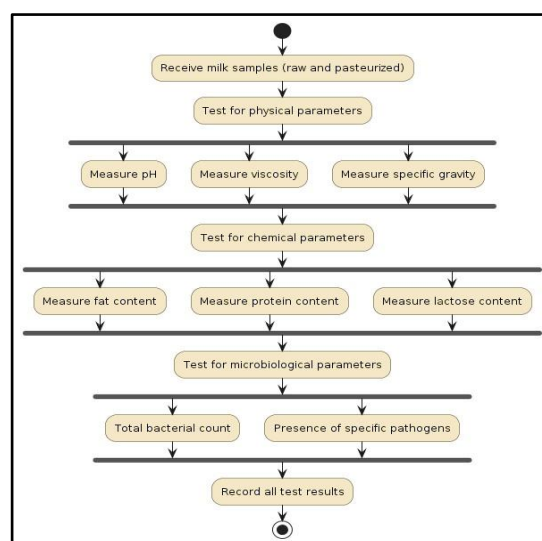 Receive milk samples (raw and pasteurized)
Test for physical parameters
Measure pH
Measure viscosity
Measure specific gravity
Test for chemical parameters
Measure fat content
Measure protein content
Measure lactose content
Test for microbiological parameters
Total bacterial count
Presence of specific pathogens
Record all test results